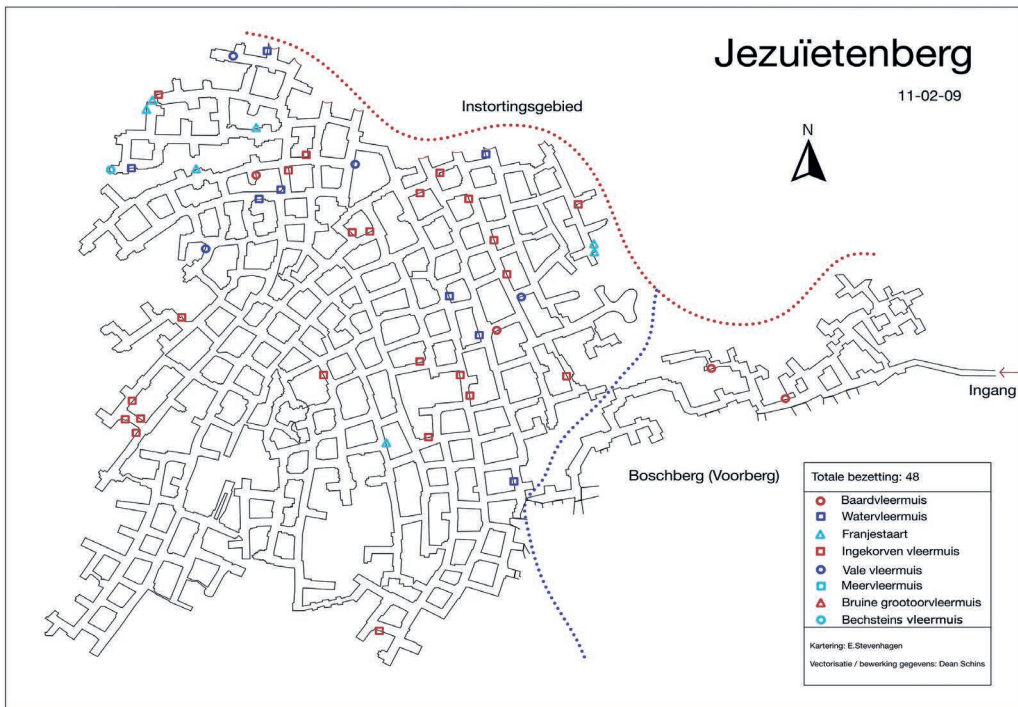 Jezuïetenberg
11-02-09
Instortingsgebied
N
Ingang
Boschberg (Voorberg)
Totale bezetting: 48
Baardvleermuis
Watervleermuis
Franjestaart
Ingekorven vleermuis
Vale vleermuis
Meervleermuis
Bruine grootoorvleermuis
Bechsteins vleermuis
Kartering: E.Stevenhagen
Vectorisatie / bewerking gegevens: Dean Schins